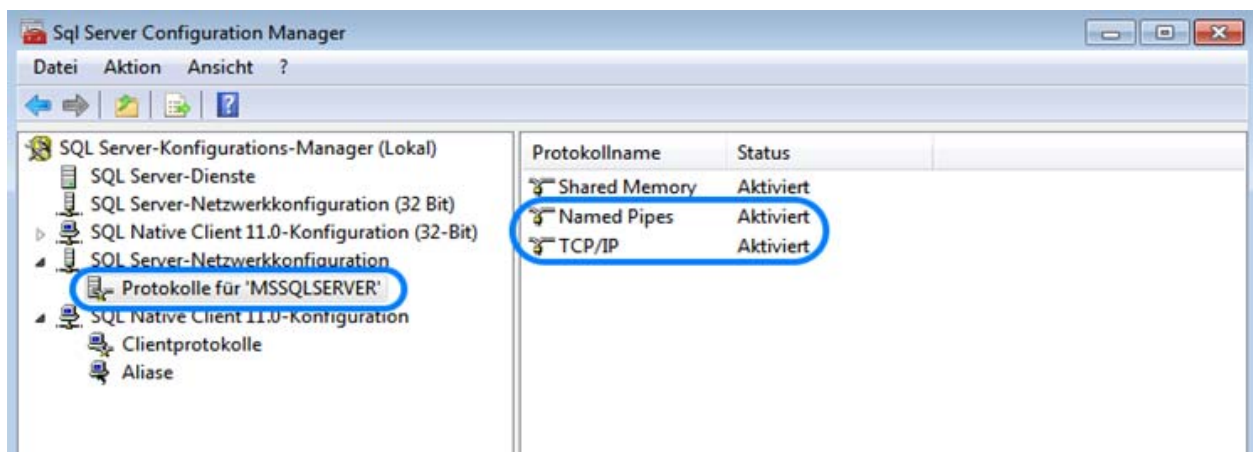 Sql Server Configuration Manager
Datei Aktion Ansicht ?
SQL Server-Konfigurations-Manager (Lokal)
SQL Server-Dienste
SQL Server-Netzwerkkonfiguration (32 Bit)
SQL Native Client 11.0-Konfiguration (32-Bit)
SQL Server-Netzwerkkonfiguration
Protokolle für 'MSSQLSERVER'
SQL Native Client 11.0-Konfiguration
Clientprotokolle
Aliase
Protokollname Status
Shared Memory Aktiviert
Named Pipes Aktiviert
TCP/IP Aktiviert